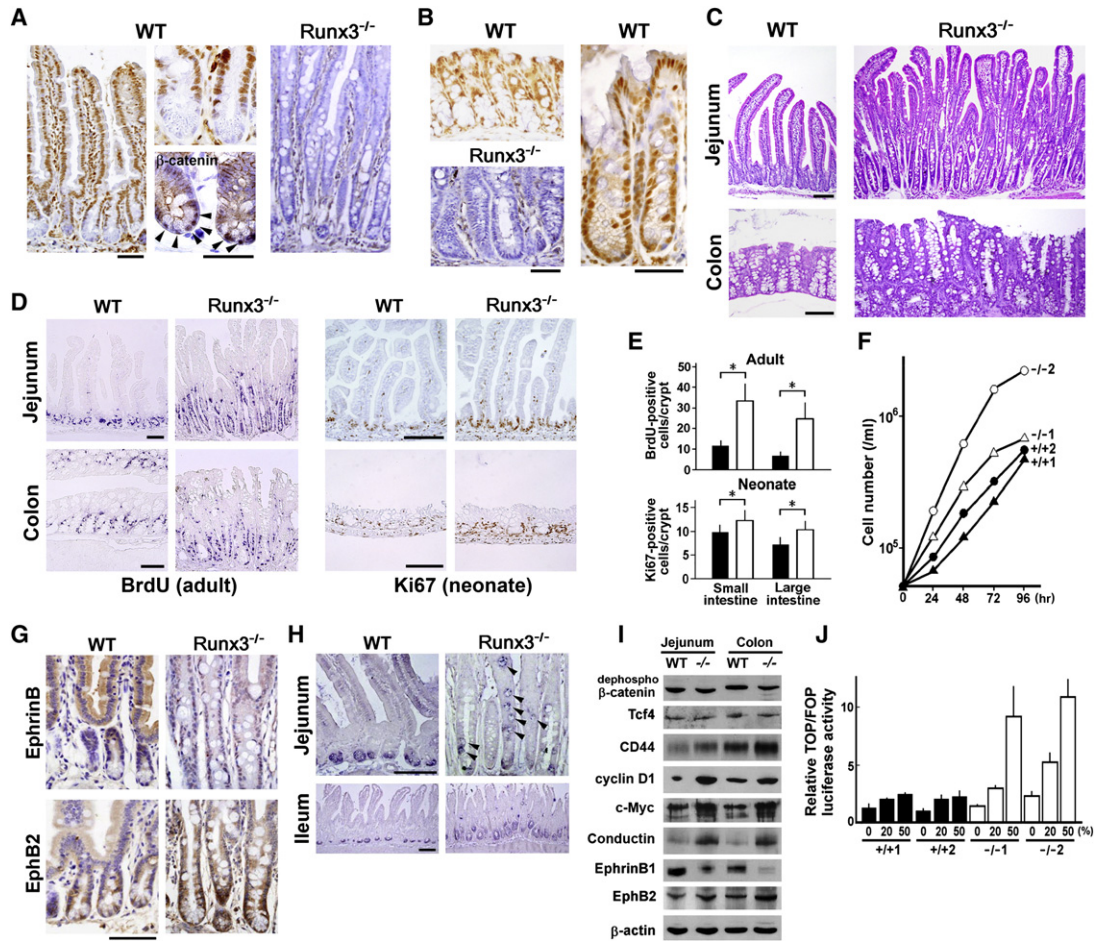 A
WT
Runx3-/-
β-catenin
B
WT
WT
Runx3-/-
C
WT
Runx3-/-
Jejunum
Colon
D
WT
Runx3-/-
WT
Runx3-/-
Jejunum
Colon
BrdU (adult)
Ki67 (neonate)
E
Adult
BrdU-positive
cells/crypt
50
40
30
20
10
0
*
*
Neonate
Ki67-positive
cells/crypt
15
10
5
0
*
*
Small
intestine
Large
intestine
F
Cell number (/ml)
10^6
10^5
-/-2
-/-1
+/+2
+/+1
0 24 48 72 96 (hr)
G
WT
Runx3-/-
EphrinB
EphB2
H
WT
Runx3-/-
Jejunum
Ileum
I
Jejunum Colon
WT -/- WT -/-
dephospho
β-catenin
Tcf4
CD44
cyclin D1
c-Myc
Conductin
EphrinB1
EphB2
β-actin
J
Relative TOP/FOP
luciferase activity
10
5
0
0 20 50 0 20 50 0 20 50 0 20 50 (%)
+/+1 +/+2 -/-1 -/-2